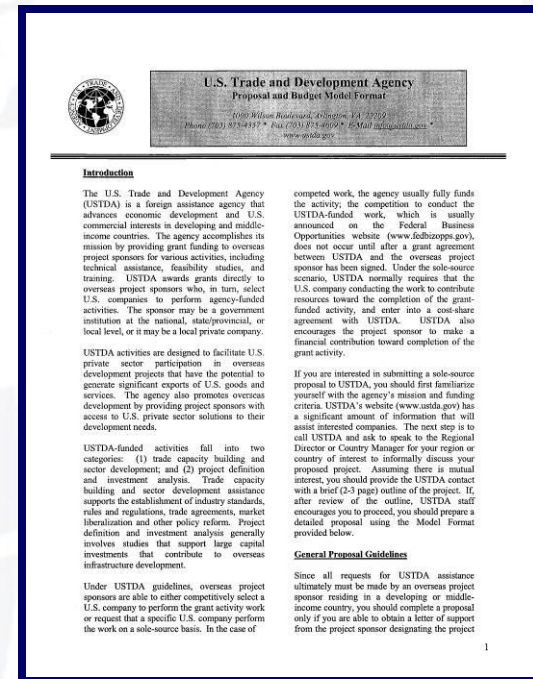 U.S. Trade and Development Agency
Proposal and Budget Model Format
1000 Wilson Boulevard, Arlington, VA 22209
Phone (703) 875-4357 * Fax (703) 875-4009 * E-Mail info@ustda.gov *
www.ustda.gov
Introduction
The U.S. Trade and Development Agency
(USTDA) is a foreign assistance agency that
advances economic development and U.S.
commercial interests in developing and middle-
income countries. The agency accomplishes its
mission by providing grant funding to overseas
project sponsors for various activities, including
technical assistance, feasibility studies, and
training. USTDA awards grants directly to
overseas project sponsors who, in turn, select
U.S. companies to perform agency-funded
activities. The sponsor may be a government
institution at the national, state/provincial, or
local level, or it may be a local private company.
USTDA activities are designed to facilitate U.S.
private sector participation in overseas
development projects that have the potential to
generate significant exports of U.S. goods and
services. The agency also promotes overseas
development by providing project sponsors with
access to U.S. private sector solutions to their
development needs.
USTDA-funded activities fall into two
categories: (1) trade capacity building and
sector development; and (2) project definition
and investment analysis. Trade capacity
building and sector development assistance
supports the establishment of industry standards,
rules and regulations, trade agreements, market
liberalization and other policy reform. Project
definition and investment analysis generally
involves studies that support large capital
investments that contribute to overseas
infrastructure development.
Under USTDA guidelines, overseas project
sponsors are able to either competitively select a
U.S. company to perform the grant activity work
or request that a specific U.S. company perform
the work on a sole-source basis. In the case of
competed work, the agency usually fully funds
the activity; the competition to conduct the
USTDA-funded work, which is usually
announced on the Federal Business
Opportunities website (www.fedbizopps.gov),
does not occur until after a grant agreement
between USTDA and the overseas project
sponsor has been signed. Under the sole-source
scenario, USTDA normally requires that the
U.S. company conducting the work to contribute
resources toward the completion of the grant-
funded activity, and enter into a cost-share
agreement with USTDA. USTDA also
encourages the project sponsor to make a
financial contribution toward completion of the
grant activity.
If you are interested in submitting a sole-source
proposal to USTDA, you should first familiarize
yourself with the agency's mission and funding
criteria. USTDA's website (www.ustda.gov) has
a significant amount of information that will
assist interested companies. The next step is to
call USTDA and ask to speak to the Regional
Director or Country Manager for your region or
country of interest to informally discuss your
proposed project. Assuming there is mutual
interest, you should provide the USTDA contact
with a brief (2-3 page) outline of the project. If,
after review of the outline, USTDA staff
encourages you to proceed, you should prepare a
detailed proposal using the Model Format
provided below.
General Proposal Guidelines
Since all requests for USTDA assistance
ultimately must be made by an overseas project
sponsor residing in a developing or middle-
income country, you should complete a proposal
only if you are able to obtain a letter of support
from the project sponsor designating the project
1